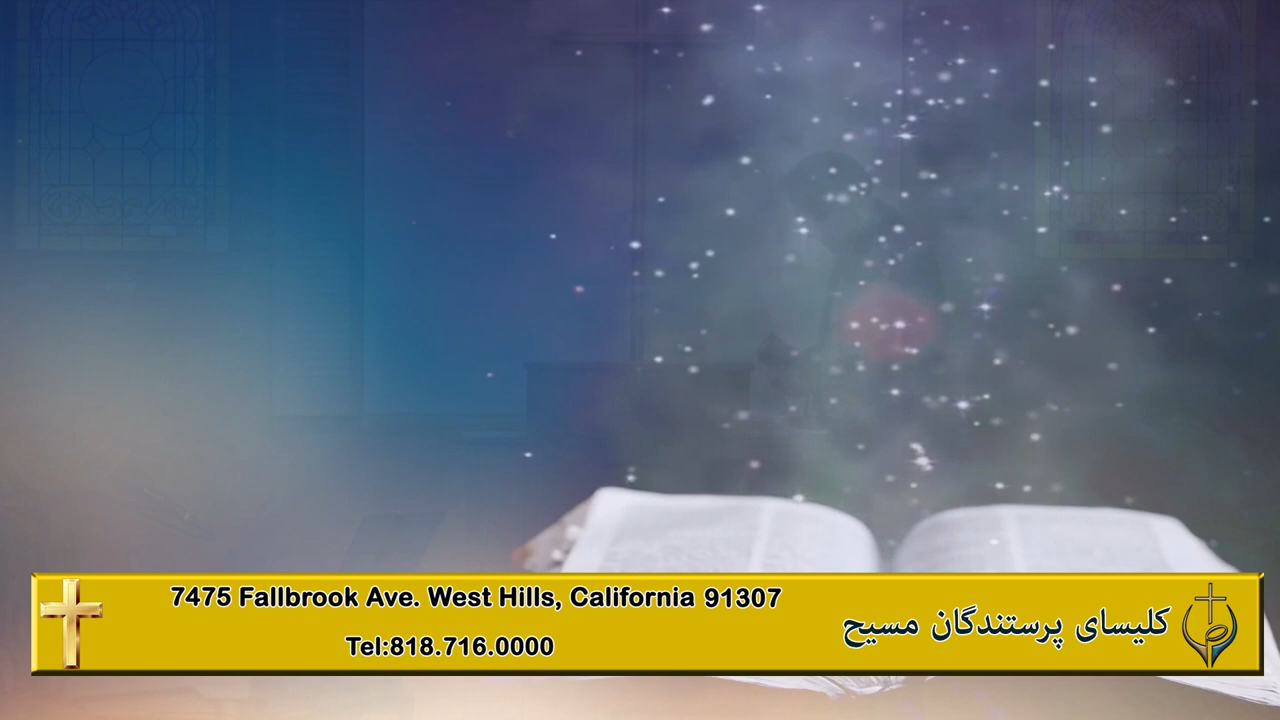 7475 Fallbrook Ave. West Hills, California 91307
Tel:818.716.0000
کلیسای پرستندگان مسیح